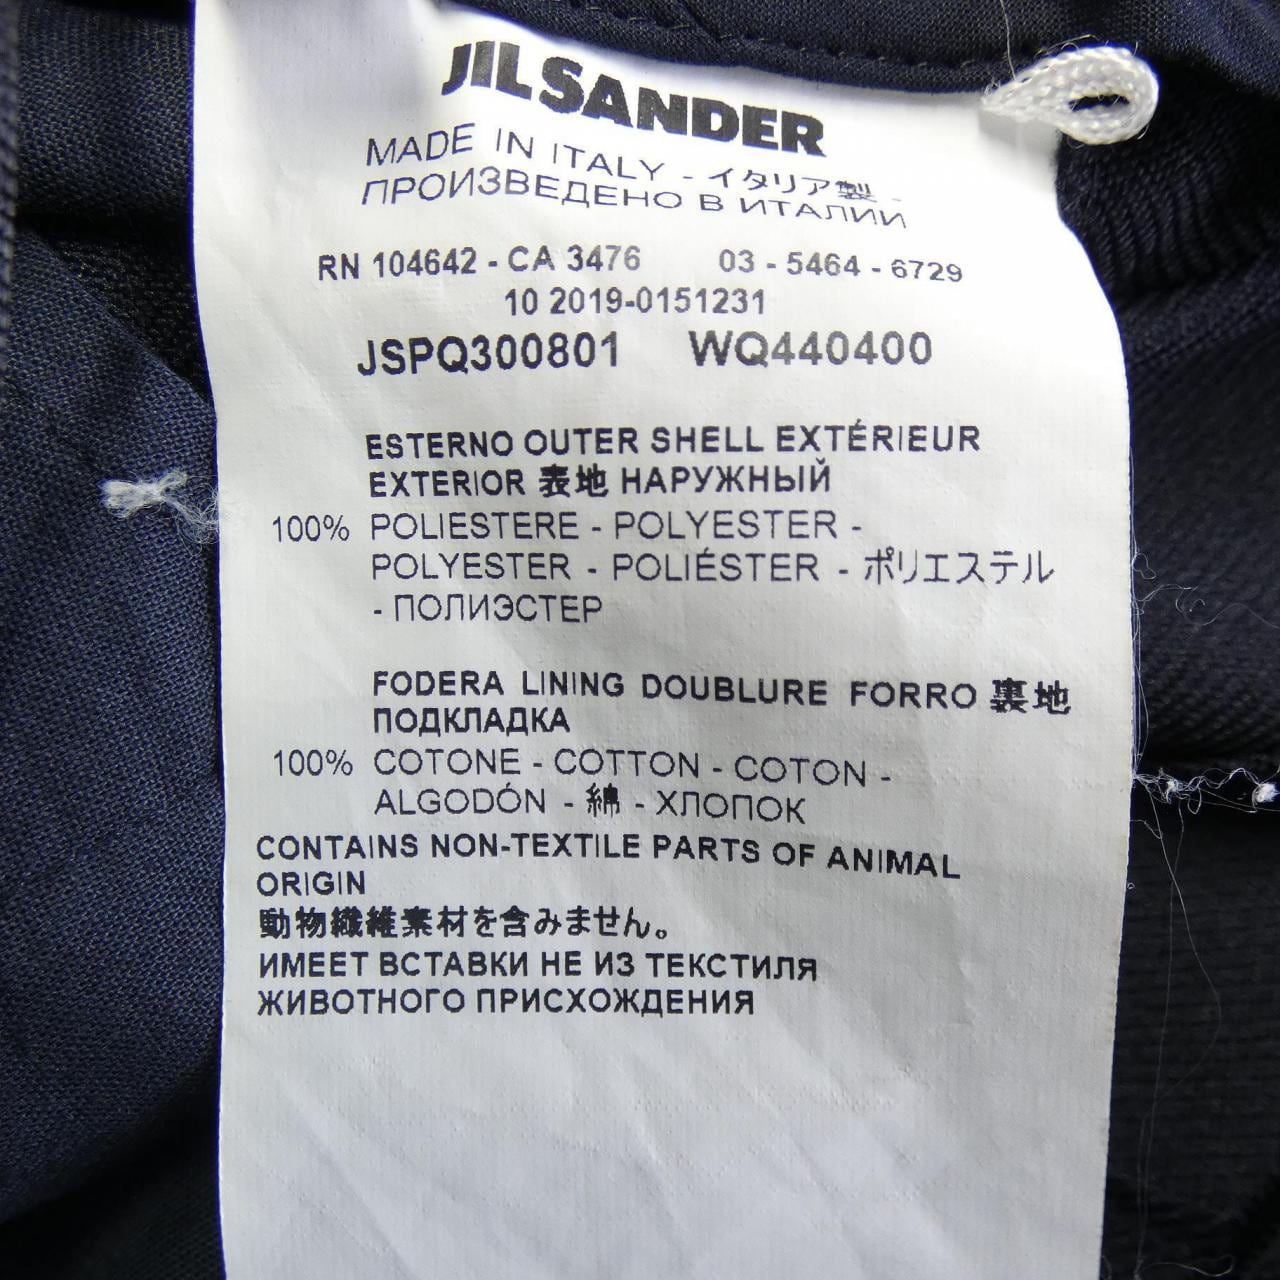 JIL SANDER
MADE IN ITALY - イタリア製 -
ПРОИЗВЕДЕНО В ИТАЛИИ
RN 104642 - CA 3476 03 - 5464 - 6729
10 2019-0151231
JSPQ300801 WQ440400
ESTERNO OUTER SHELL EXTÉRIEUR
EXTERIOR 表地 НАРУЖНЫЙ
100% POLIESTERE - POLYESTER -
POLYESTER - POLIÉSTER - ポリエステル
- ПОЛИЭСТЕР
FODERA LINING DOUBLURE FORRO 裏地
ПОДКЛАДКА
100% COTONE - COTTON - COTON -
ALGODÓN - 綿 - ХЛОПОК
CONTAINS NON-TEXTILE PARTS OF ANIMAL
ORIGIN
動物繊維素材を含みません。
ИМЕЕТ ВСТАВКИ НЕ ИЗ ТЕКСТИЛЯ
ЖИВОТНОГО ПРИСХОЖДЕНИЯ